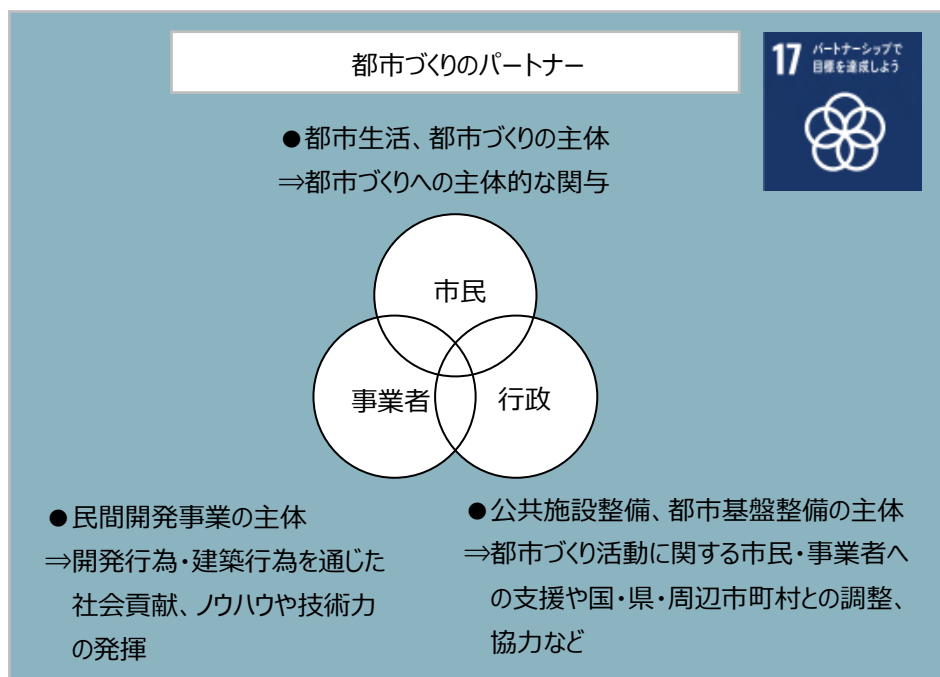 都市づくりのパートナー
17 パートナーシップで
目標を達成しよう
●都市生活、都市づくりの主体
⇒都市づくりへの主体的な関与
市民
事業者
行政
●民間開発事業の主体
⇒開発行為・建築行為を通じた
社会貢献、ノウハウや技術力
の発揮
●公共施設整備、都市基盤整備の主体
⇒都市づくり活動に関する市民・事業者へ
の支援や国・県・周辺市町村との調整、
協力など